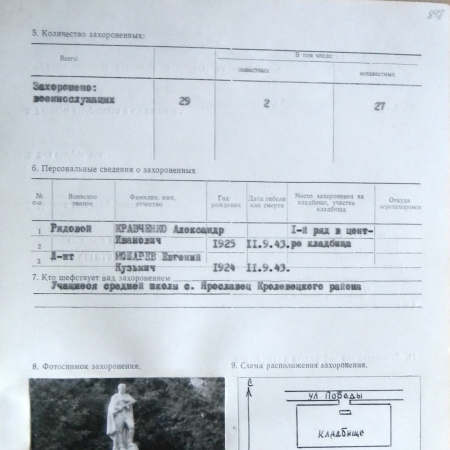 842
5. Количество захороненных:
Всего
В том числе:
известных
неизвестных
Захоронено:
военнослужащих 29 2 27
6. Персональные сведения о захороненных
№ п-п Воинское звание Фамилия, имя, отчество Год рождения Дата гибели или смерти Место захоронения на кладбище, участке кладбища Откуда перезахоронен
1 Рядовой КРАВЧЕНКО Александр I-й ряд в цент-
2 Иванович I925 II.9.43. ре кладбища
3 Л-нт Евгений
Кузьмич I924 II.9.43.
7. Кто шефствует над захоронением
Учащиеся средней школы с. Ярославец Кролевецкого района
8. Фотоснимок захоронения.
9. Схема расположения захоронения.
С
ул Победы
Кладбище